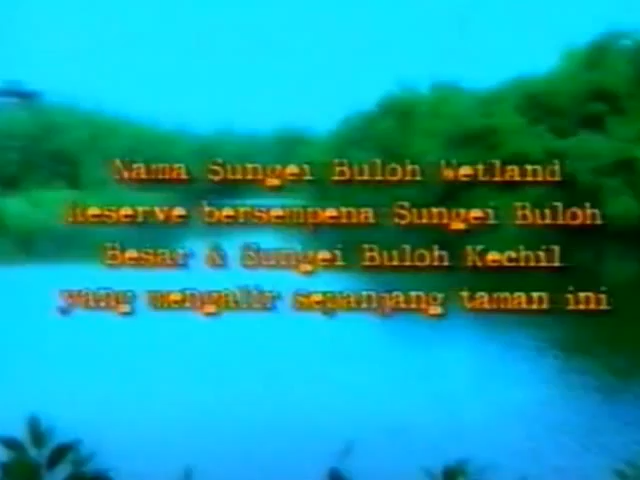 Nama Sungei Buloh Wetland
Reserve bersempena Sungei Buloh
Besar & Sungei Buloh Kechil
yang mengalir sepanjang taman ini